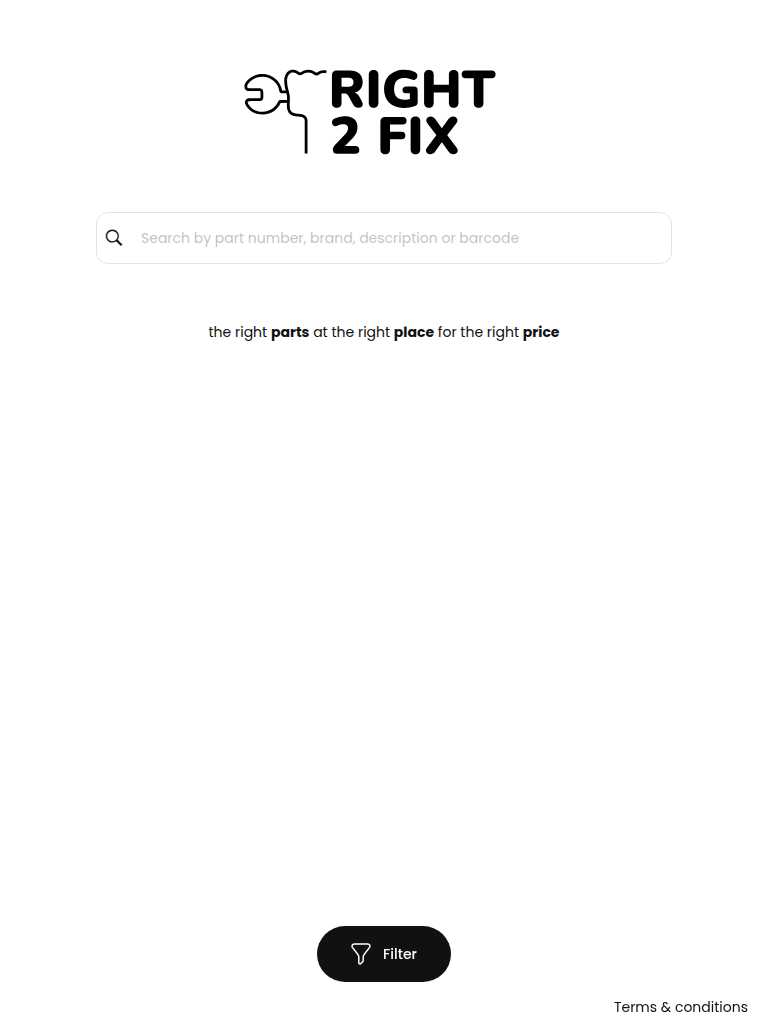 RIGHT
2 FIX
Search by part number, brand, description or barcode
the right parts at the right place for the right price
Filter
Terms & conditions